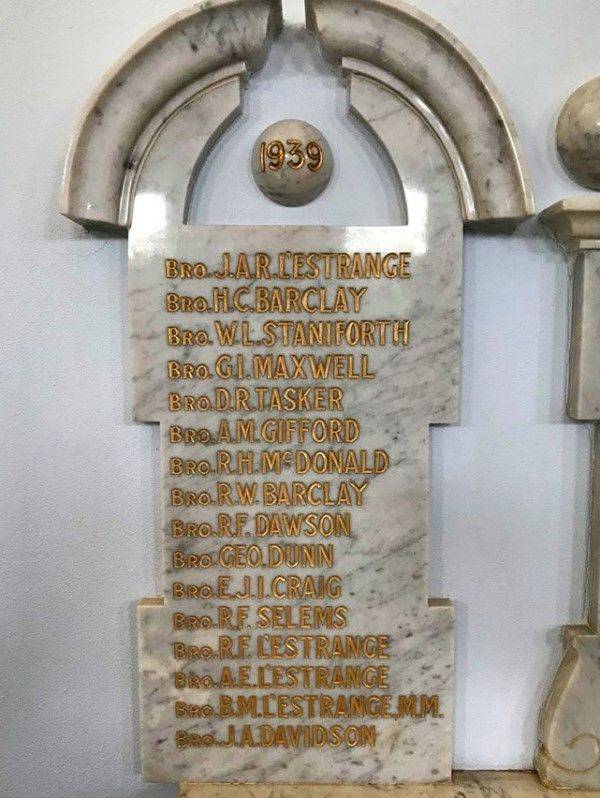 1939
BRO. J.A.R. L'ESTRANGE
BRO. H.C. BARCLAY
BRO. W.L. STANIFORTH
BRO. G.I. MAXWELL
BRO. D.R. TASKER
BRO. A.M. GIFFORD
BRO. R.H. McDONALD
BRO. R.W. BARCLAY
BRO. R.F. DAWSON
BRO. GEO. DUNN
BRO. E.J.I. CRAIG
BRO. R.F. SELEMS
BRO. R.F. L'ESTRANGE
BRO. A.E. L'ESTRANGE
BRO. B.M. L'ESTRANGE, M.M.
BRO. J.A. DAVIDSON